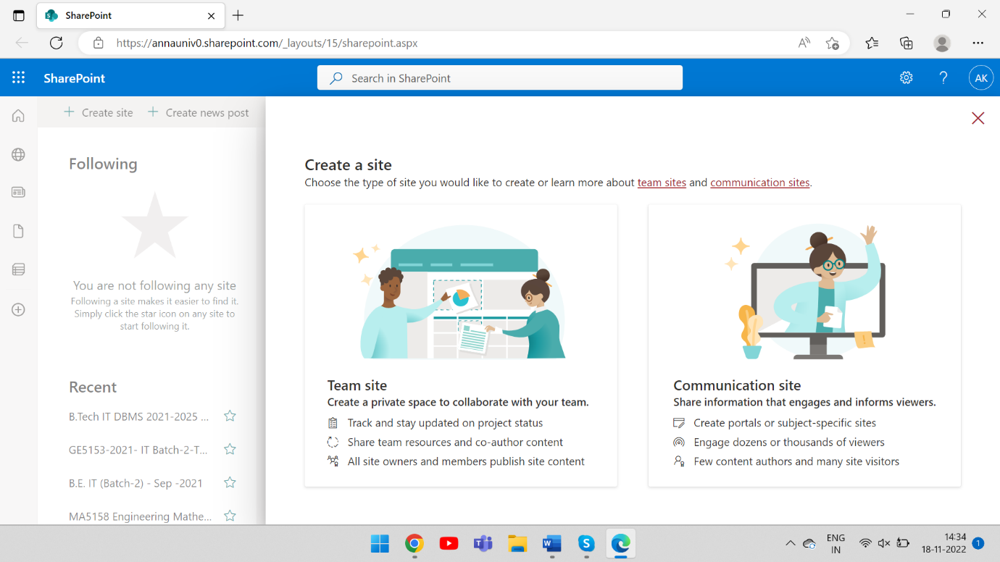 SharePoint
https://annauniv0.sharepoint.com/_layouts/15/sharepoint.aspx
SharePoint
Search in SharePoint
?
AK
+ Create site
+ Create news post
Following
You are not following any site
Following a site makes it easier to find it.
Simply click the star icon on any site to
start following it.
Recent
B.Tech IT DBMS 2021-2025 ...
GE5153-2021- IT Batch-2-T...
B.E. IT (Batch-2) - Sep -2021
MA5158 Engineering Mathe...
Create a site
Choose the type of site you would like to create or learn more about team sites and communication sites.
Team site
Create a private space to collaborate with your team.
Track and stay updated on project status
Share team resources and co-author content
All site owners and members publish site content
Communication site
Share information that engages and informs viewers.
Create portals or subject-specific sites
Engage dozens or thousands of viewers
Few content authors and many site visitors
ENG
IN
14:34
18-11-2022
1